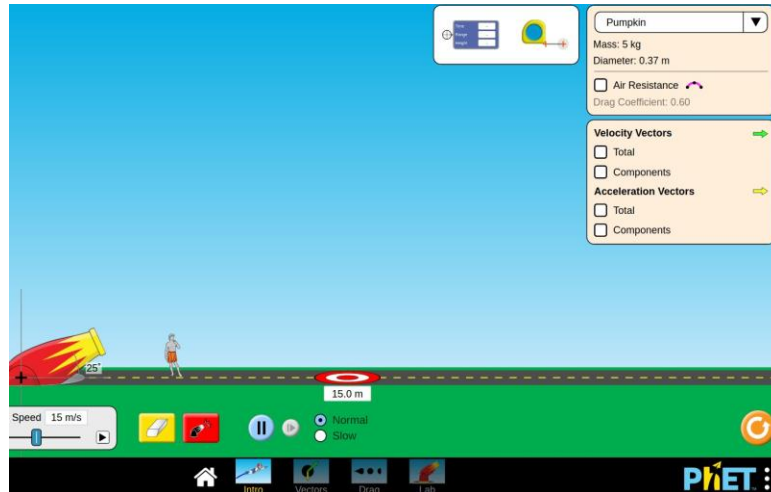 Pumpkin
Mass: 5 kg
Diameter: 0.37 m
Air Resistance
Drag Coefficient: 0.60
Velocity Vectors
Total
Components
Acceleration Vectors
Total
Components
25°
15.0 m
Speed 15 m/s
Normal
Slow
Intro
Vectors
Drag
Lab
PhET